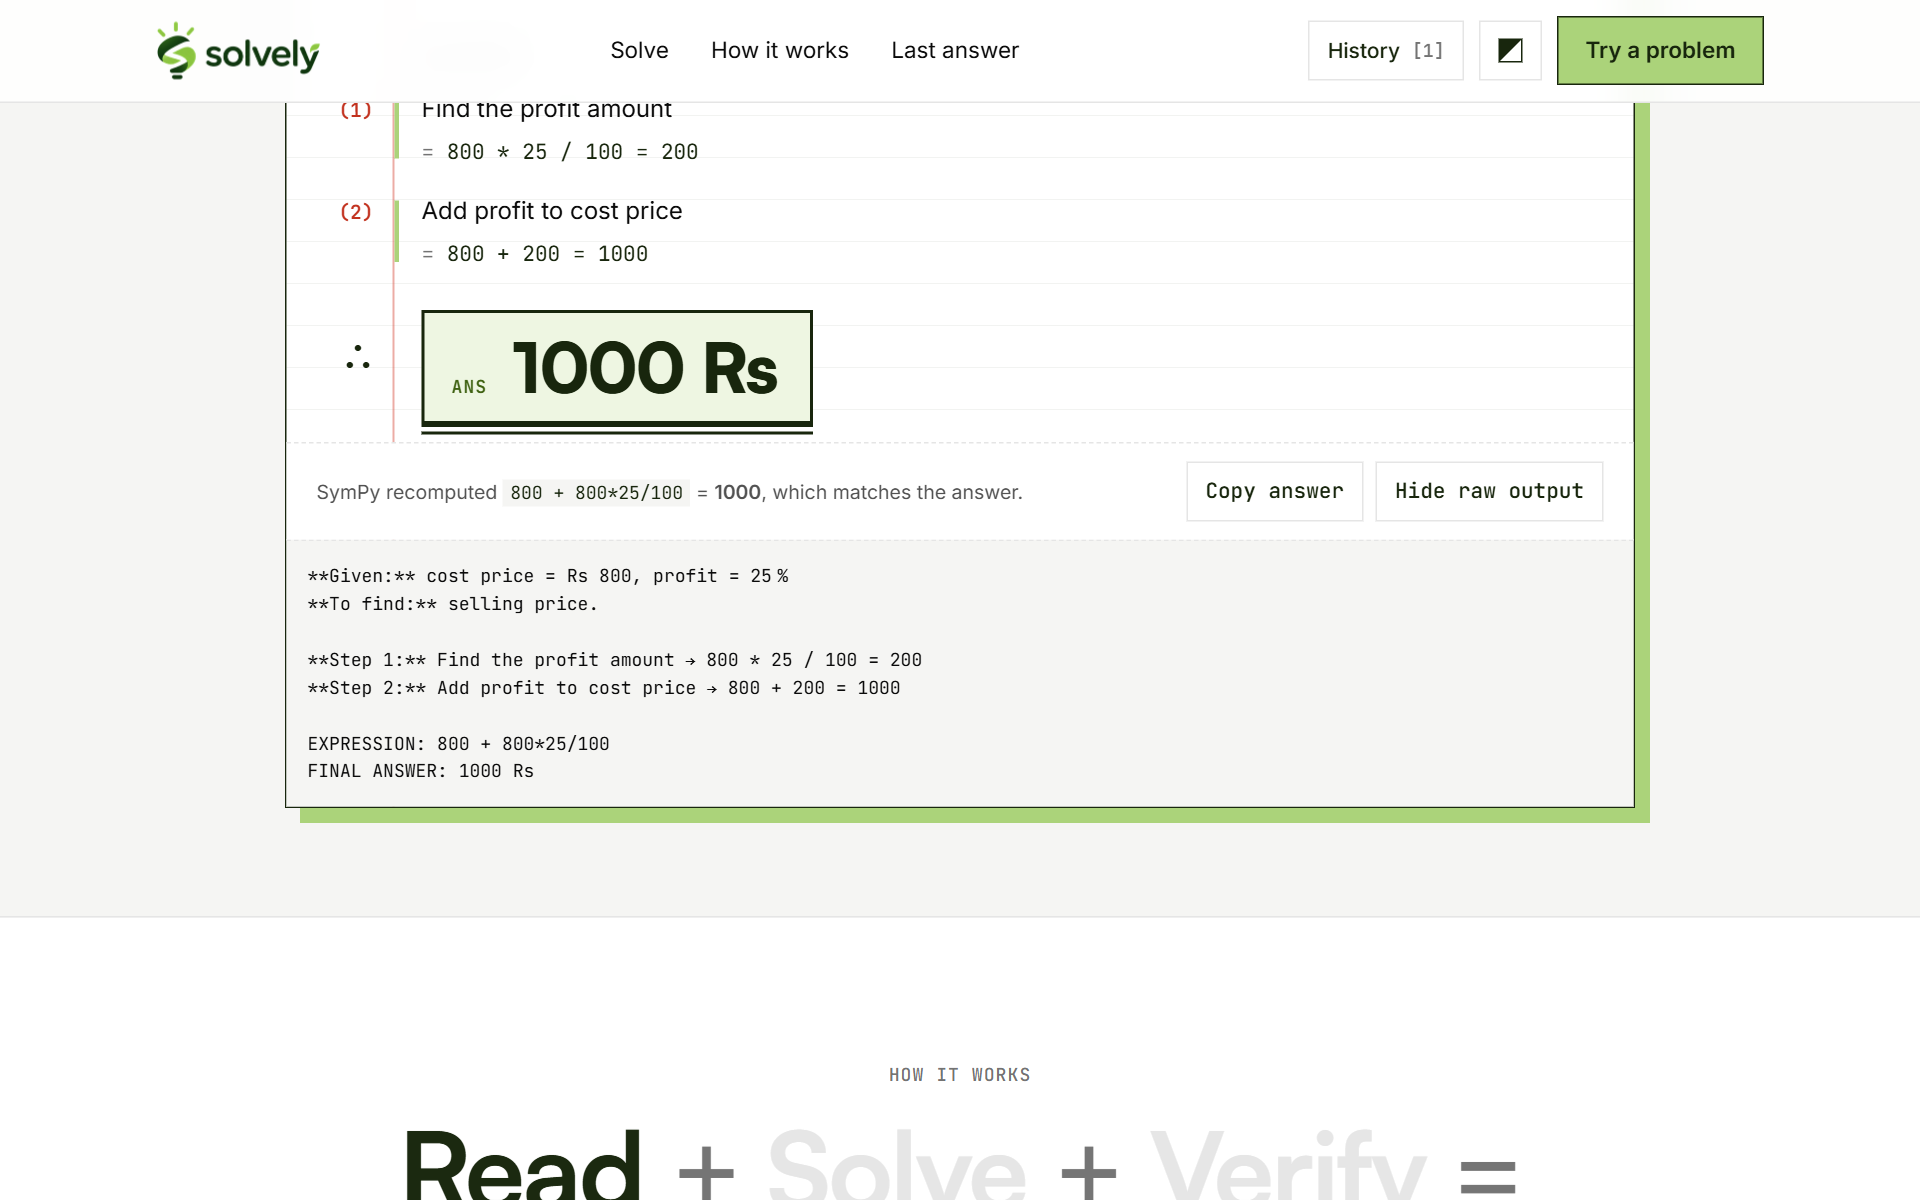 solvely
Solve
How it works
Last answer
History [1]
Try a problem
(1) Find the profit amount
= 800 * 25 / 100 = 200
(2) Add profit to cost price
= 800 + 200 = 1000
∴ ANS 1000 Rs
SymPy recomputed 800 + 800*25/100 = 1000, which matches the answer.
Copy answer
Hide raw output
**Given:** cost price = Rs 800, profit = 25 %
**To find:** selling price.
**Step 1:** Find the profit amount → 800 * 25 / 100 = 200
**Step 2:** Add profit to cost price → 800 + 200 = 1000
EXPRESSION: 800 + 800*25/100
FINAL ANSWER: 1000 Rs
HOW IT WORKS
Read + Solve + Verify =